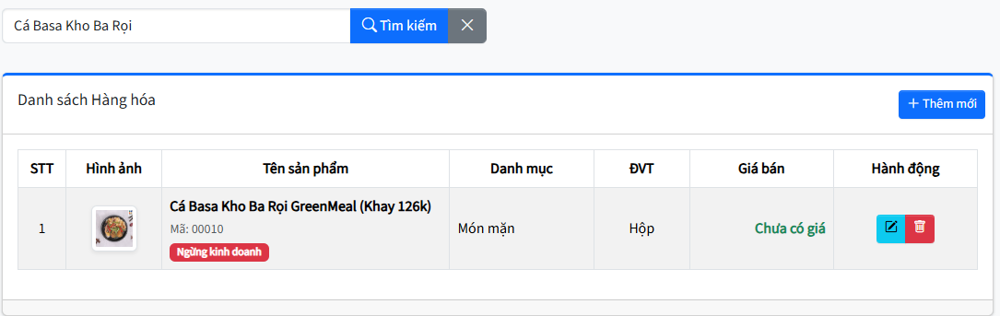 Cá Basa Kho Ba Rọi
Tìm kiếm
Danh sách Hàng hóa
Thêm mới
STT Hình ảnh Tên sản phẩm Danh mục ĐVT Giá bán Hành động
Cá Basa Kho Ba Rọi GreenMeal (Khay 126k)
1 Mã: 00010 Món mặn Hộp Chưa có giá
Ngừng kinh doanh